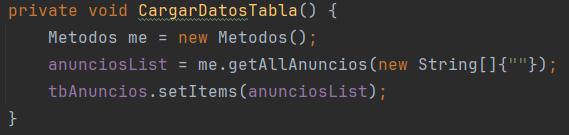 private void CargarDatosTabla() {
Metodos me = new Metodos();
anunciosList = me.getAllAnuncios(new String[]{""});
tbAnuncios.setItems(anunciosList);
}